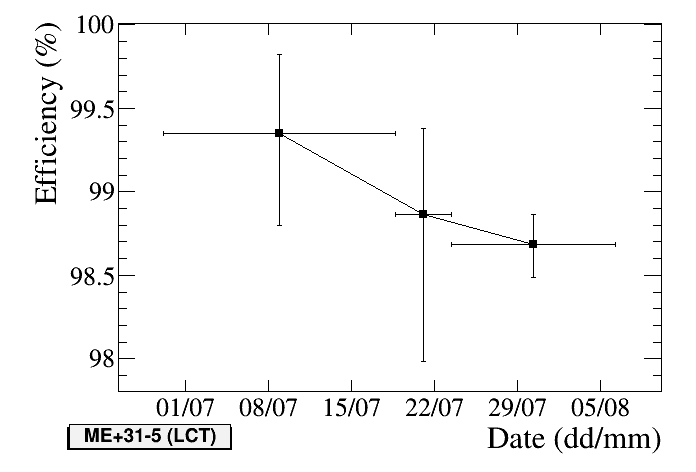 100
99.5
99
98.5
98
Efficiency (%)
01/07 08/07 15/07 22/07 29/07 05/08
ME+31-5 (LCT)
Date (dd/mm)